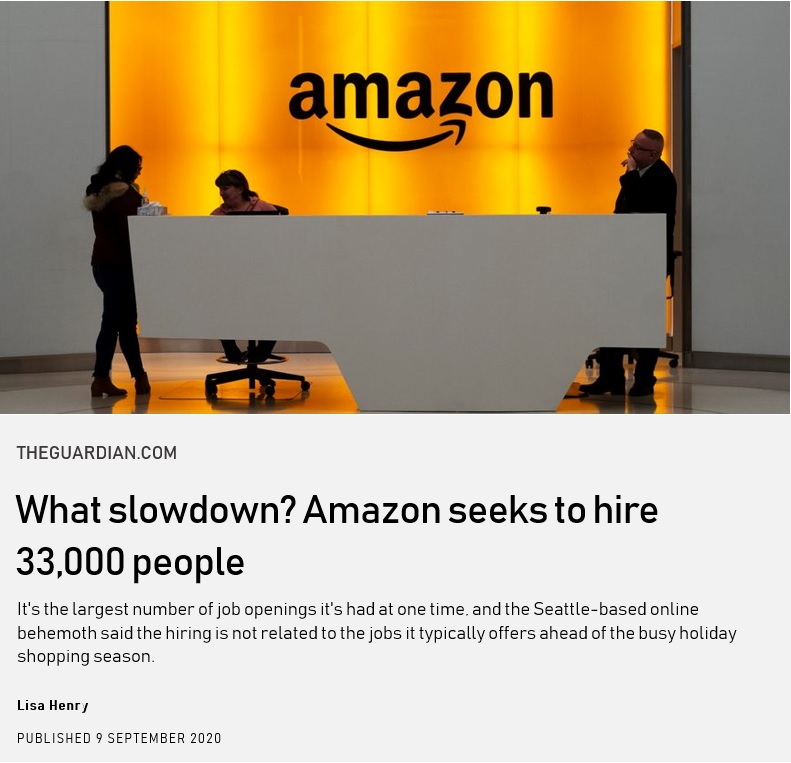 amazon
THEGUARDIAN.COM
What slowdown? Amazon seeks to hire
33,000 people
It's the largest number of job openings it's had at one time, and the Seattle-based online
behemoth said the hiring is not related to the jobs it typically offers ahead of the busy holiday
shopping season.
Lisa Henry
PUBLISHED 9 SEPTEMBER 2020